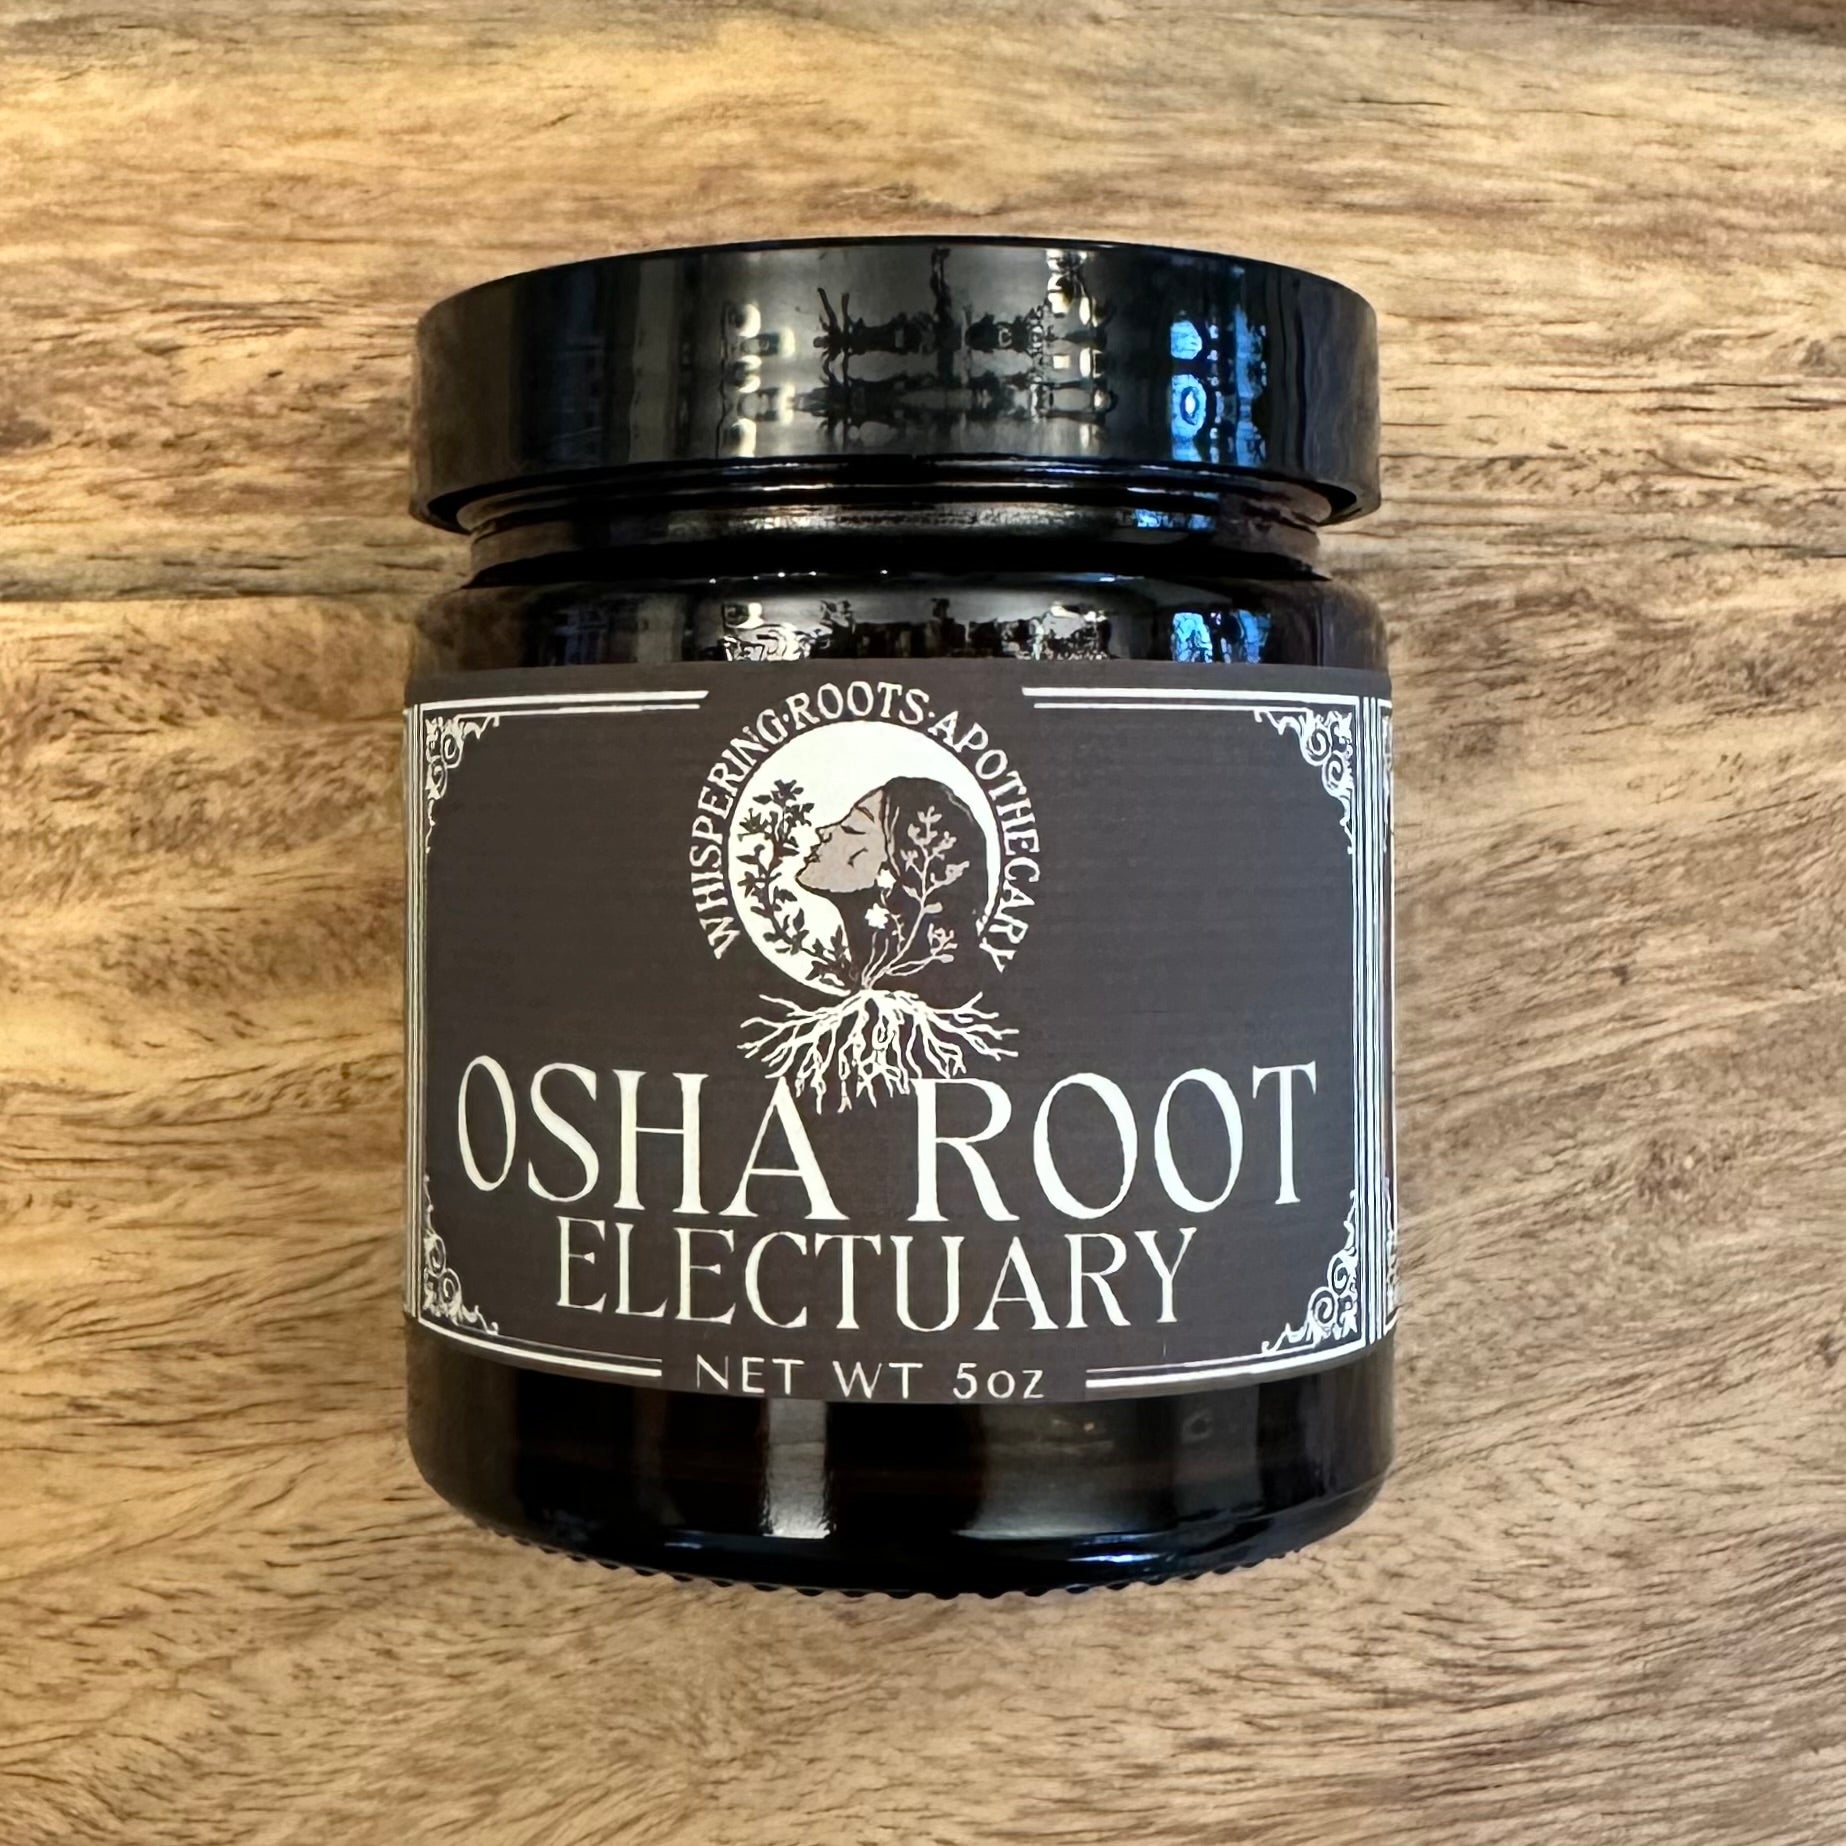 WHISPERING·ROOTS·APOTHECARY
OSHA ROOT
ELECTUARY
NET WT 5oz